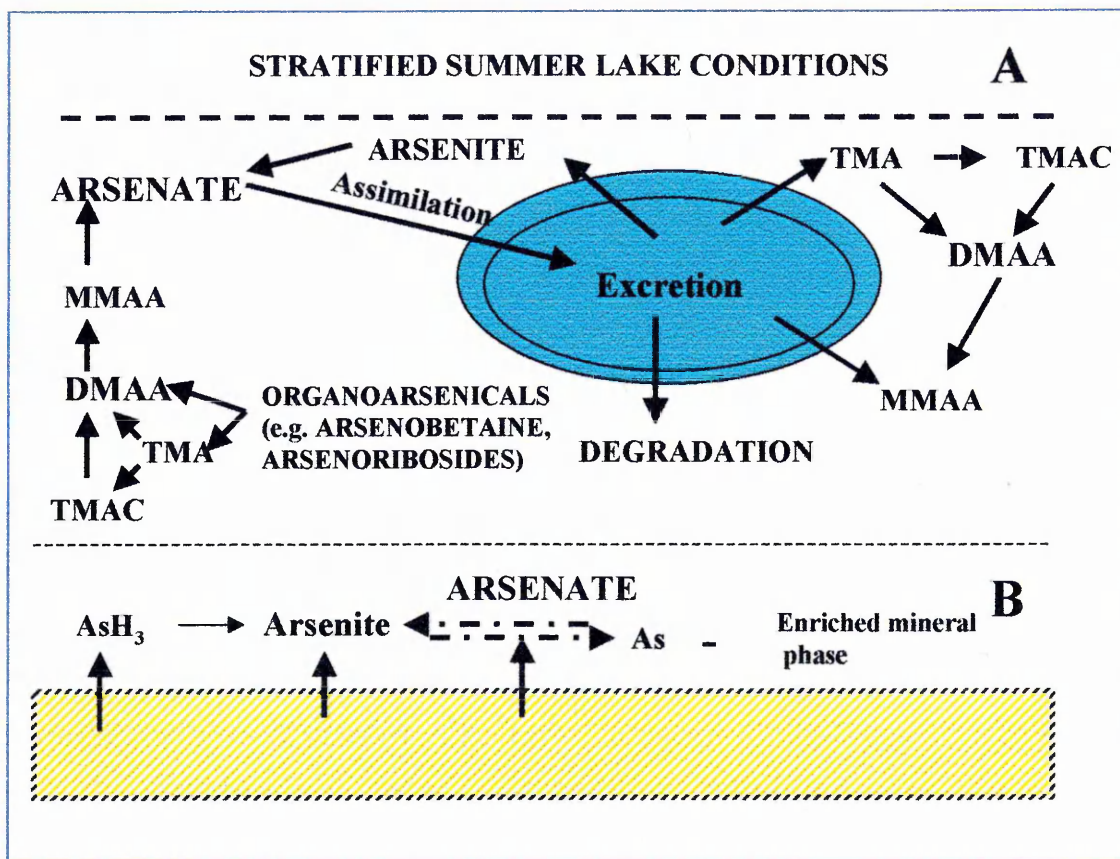 STRATIFIED SUMMER LAKE CONDITIONS
A
ARSENITE
TMA
TMAC
ARSENATE
Assimilation
DMAA
Excretion
MMAA
DMAA
ORGANOARSENICALS
(e.g. ARSENOBETAINE,
ARSENORIBOSIDES)
MMAA
TMA
DEGRADATION
TMAC
ARSENATE
B
AsH₃
Arsenite
As –
Enriched mineral
phase